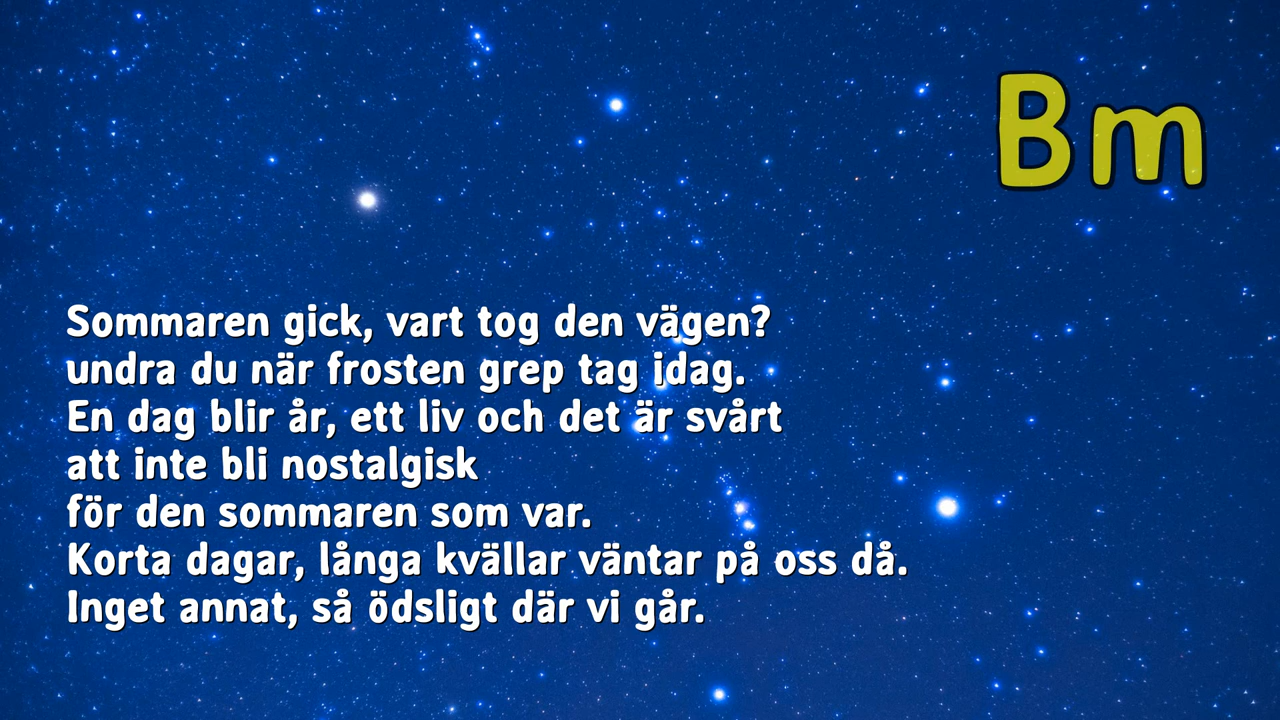 Bm
Sommaren gick, vart tog den vägen?
undra du när frosten grep tag idag.
En dag blir år, ett liv och det är svårt
att inte bli nostalgisk
för den sommaren som var.
Korta dagar, långa kvällar väntar på oss då.
Inget annat, så ödsligt där vi går.